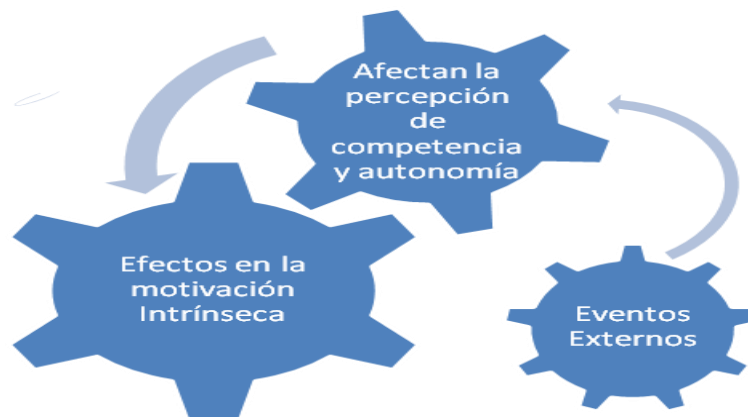 Afectan la
percepción
de
competencia
y autonomía
Efectos en la
motivación
Intrínseca
Eventos
Externos